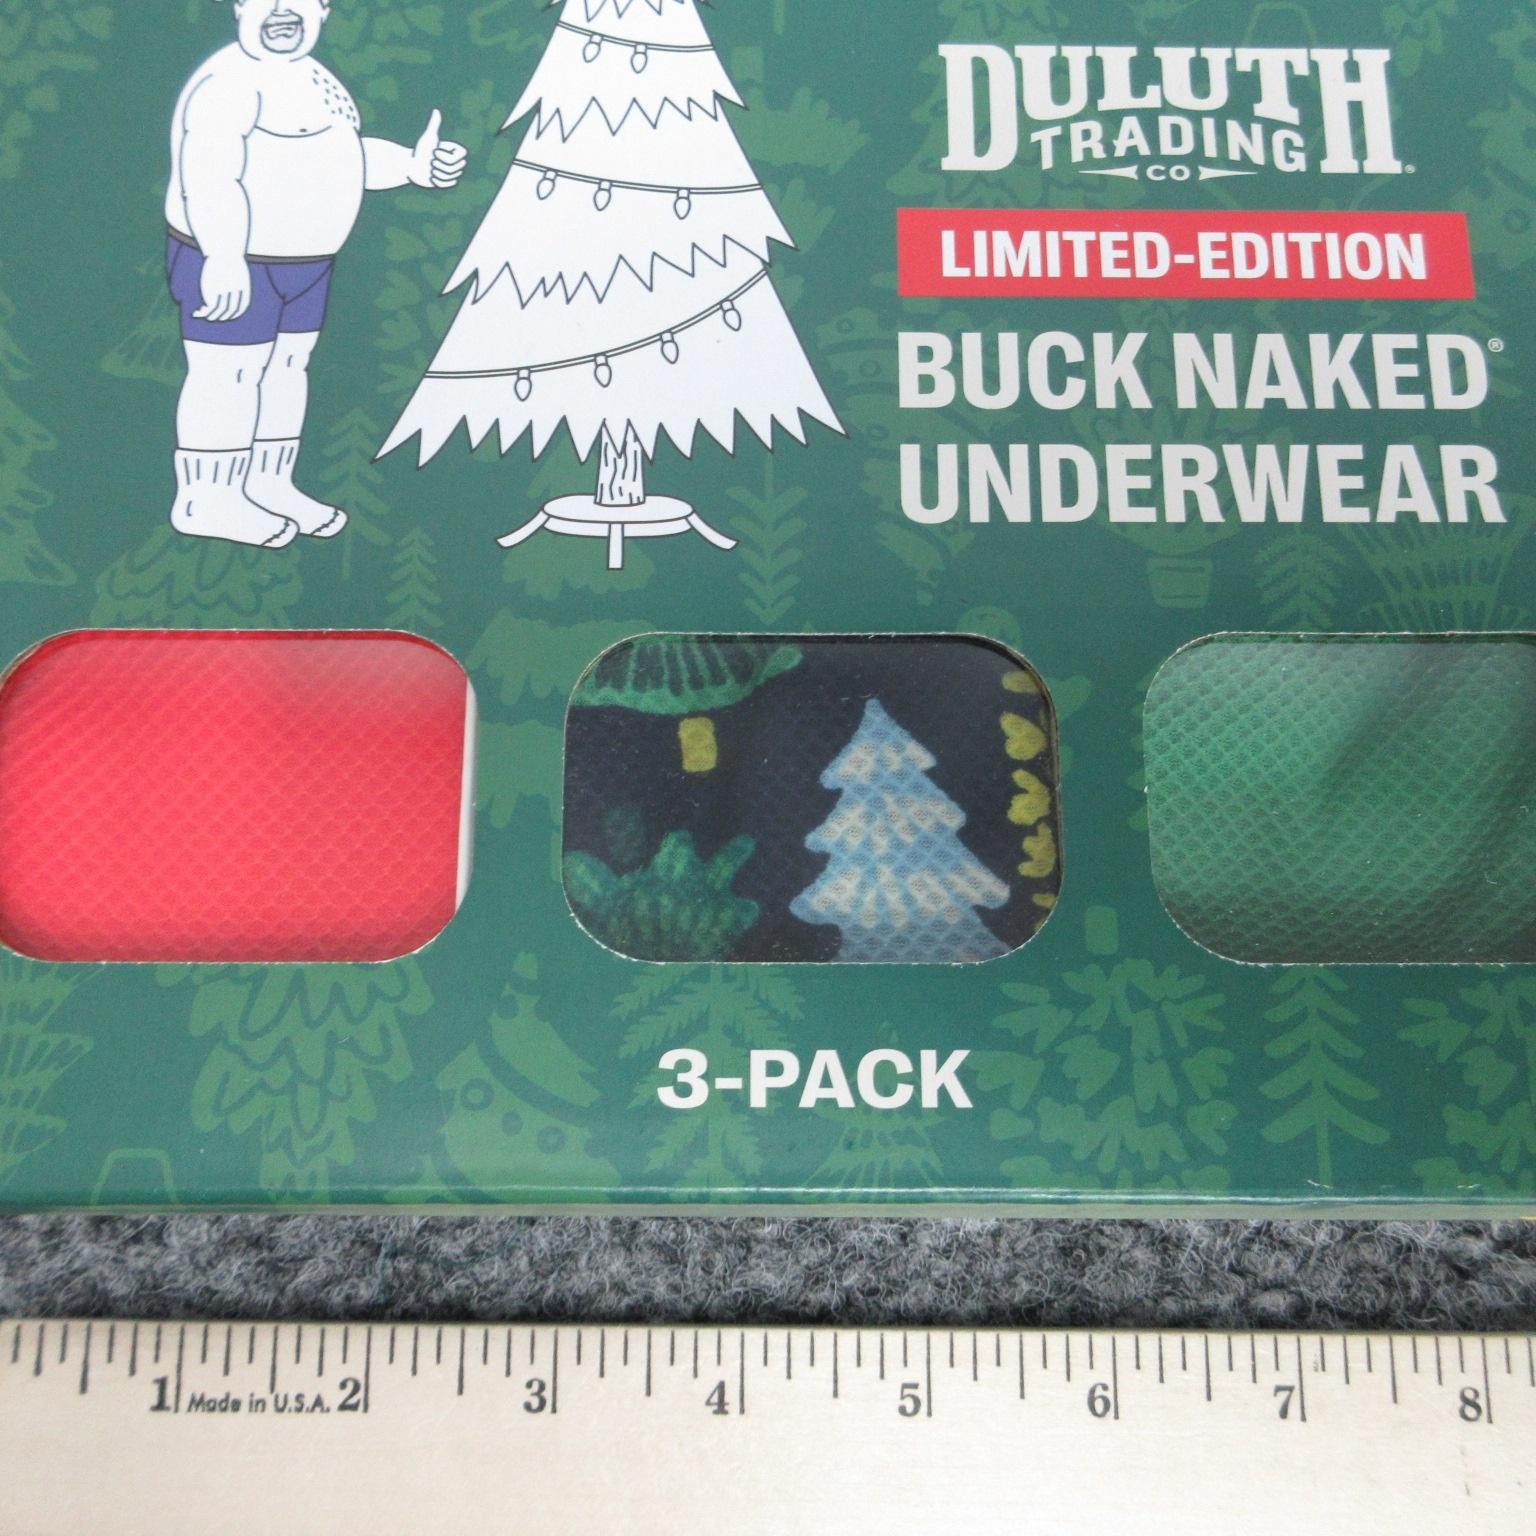 DULUTH
TRADING
CO
LIMITED-EDITION
BUCK NAKED®
UNDERWEAR
3-PACK
1 Made in U.S.A. 2 3 4 5 6 7 8